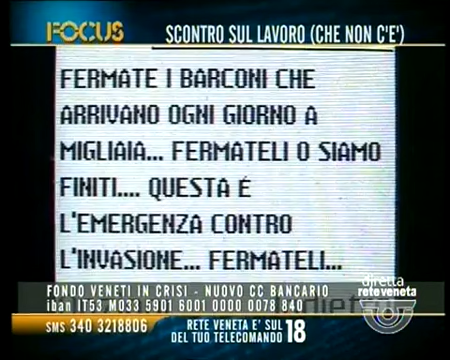 FOCUS
SCONTRO SUL LAVORO (CHE NON C'E')
FERMATE I BARCONI CHE
ARRIVANO OGNI GIORNO A
MIGLIAIA... FERMATELI O SIAMO
FINITI.... QUESTA É
L'EMERGENZA CONTRO
L'INVASIONE... FERMATELI...
diretta
reteveneta
FONDO VENETI IN CRISI - NUOVO CC BANCARIO
iban IT53 M033 5901 6001 0000 0078 840
SMS 340 3218806
RETE VENETA E' SUL
DEL TUO TELECOMANDO 18